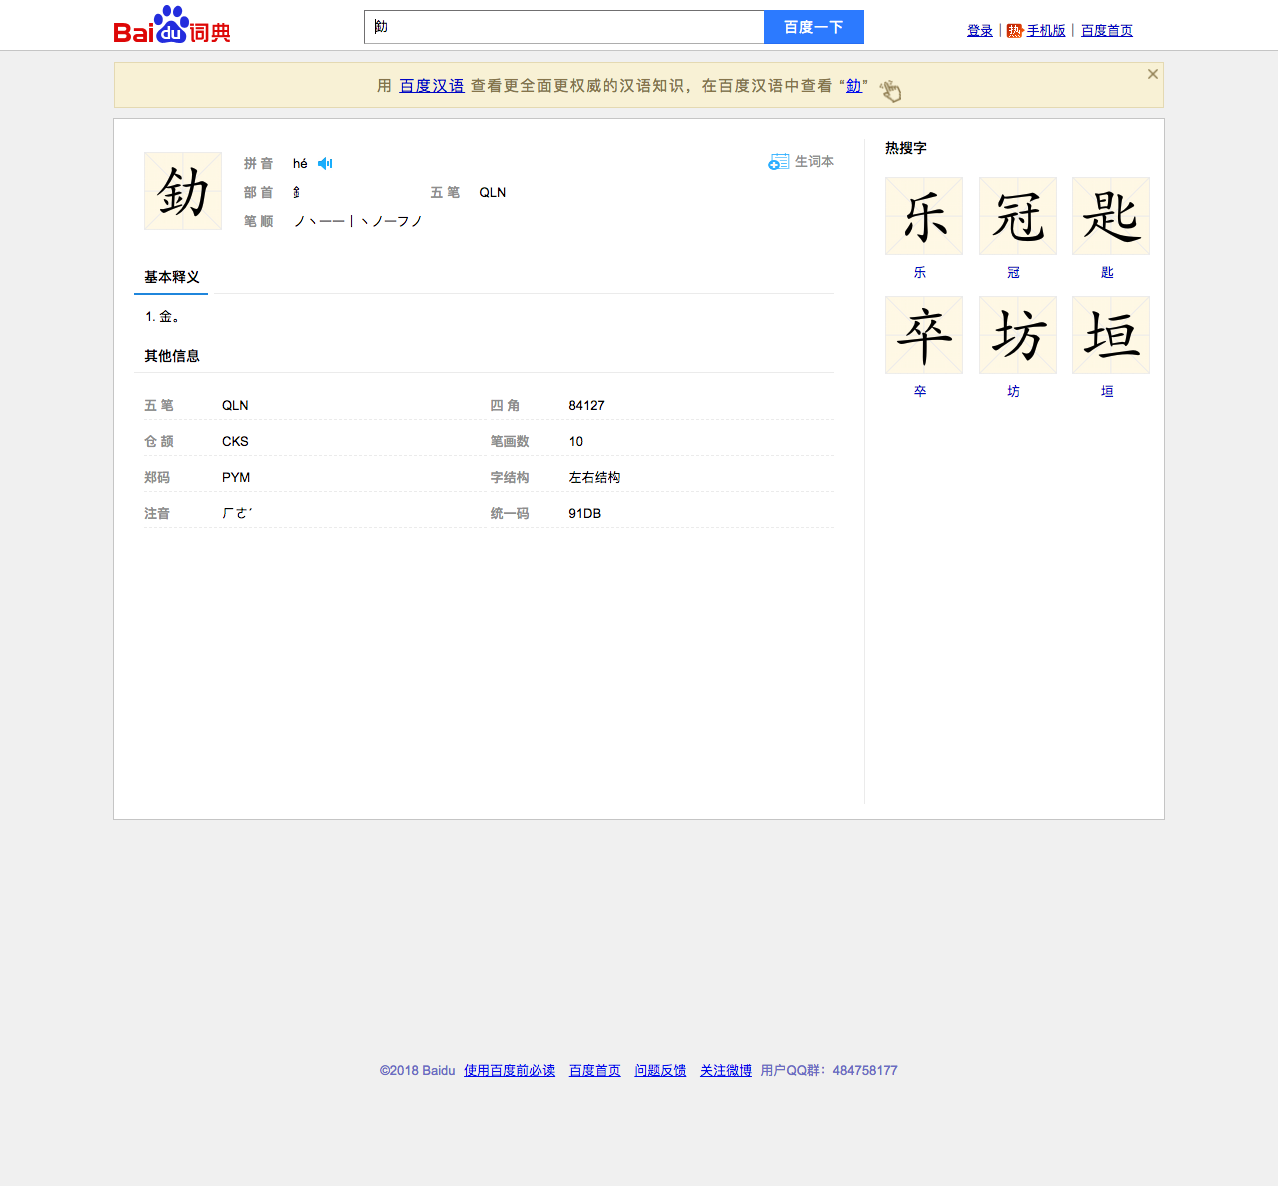 Bai du 词典
釛
百度一下
登录 | 热 手机版 | 百度首页
用 百度汉语 查看更全面更权威的汉语知识，在百度汉语中查看 “釛”
釛
拼 音 hé
生词本
部 首 釒 五 笔 QLN
笔 顺 ノ丶一一丨丶ノ一フノ
基本释义
1. 金。
其他信息
五 笔 QLN 四 角 84127
仓 颉 CKS 笔画数 10
郑码 PYM 字结构 左右结构
注音 ㄏㄜˊ 统一码 91DB
热搜字
乐 冠 匙
乐 冠 匙
卒 坊 垣
卒 坊 垣
©2018 Baidu 使用百度前必读 百度首页 问题反馈 关注微博 用户QQ群：484758177